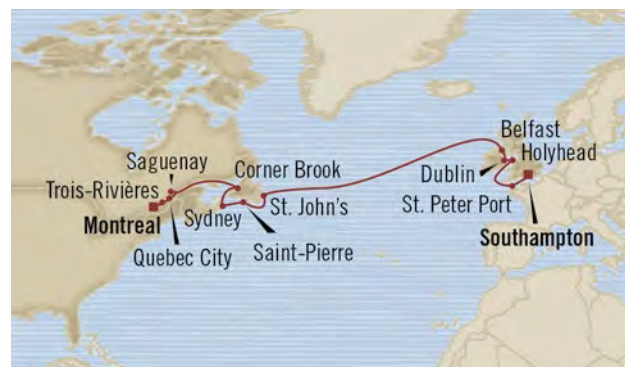 Belfast
Holyhead
Saguenay
Corner Brook
Dublin
Trois-Rivières
St. John's
St. Peter Port
Montreal
Sydney
Southampton
Quebec City
Saint-Pierre